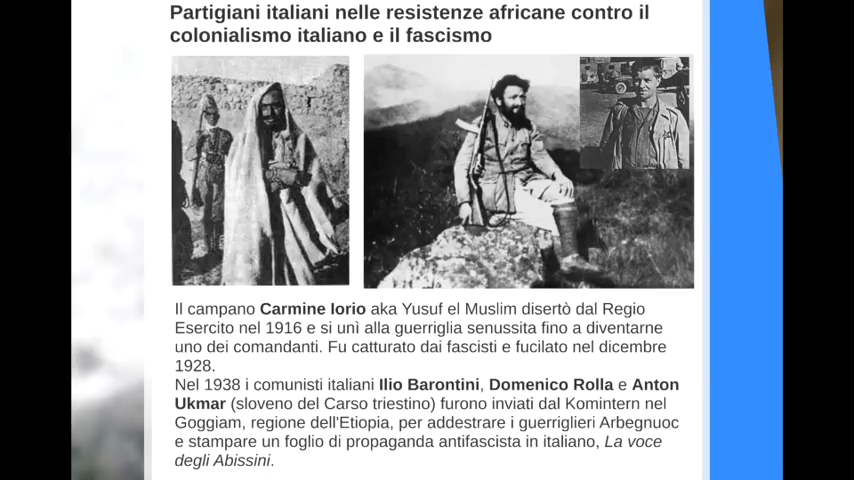 Partigiani italiani nelle resistenze africane contro il
colonialismo italiano e il fascismo
Il campano Carmine Iorio aka Yusuf el Muslim disertò dal Regio
Esercito nel 1916 e si unì alla guerriglia senussita fino a diventarne
uno dei comandanti. Fu catturato dai fascisti e fucilato nel dicembre
1928.
Nel 1938 i comunisti italiani Ilio Barontini, Domenico Rolla e Anton
Ukmar (sloveno del Carso triestino) furono inviati dal Komintern nel
Goggiam, regione dell'Etiopia, per addestrare i guerriglieri Arbegnuoc
e stampare un foglio di propaganda antifascista in italiano, La voce
degli Abissini.